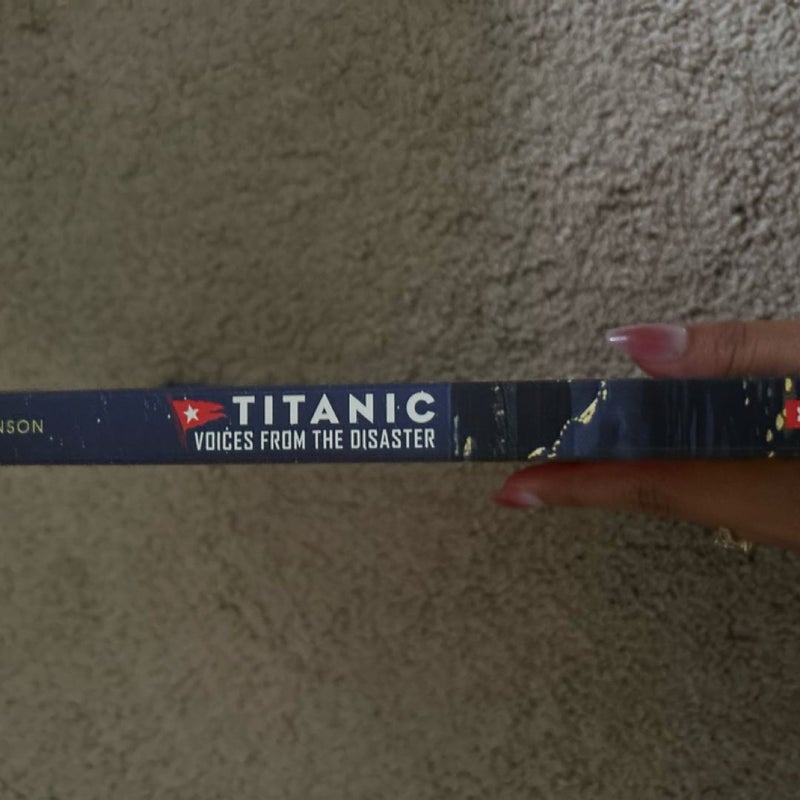 NSON
TITANIC
VOICES FROM THE DISASTER